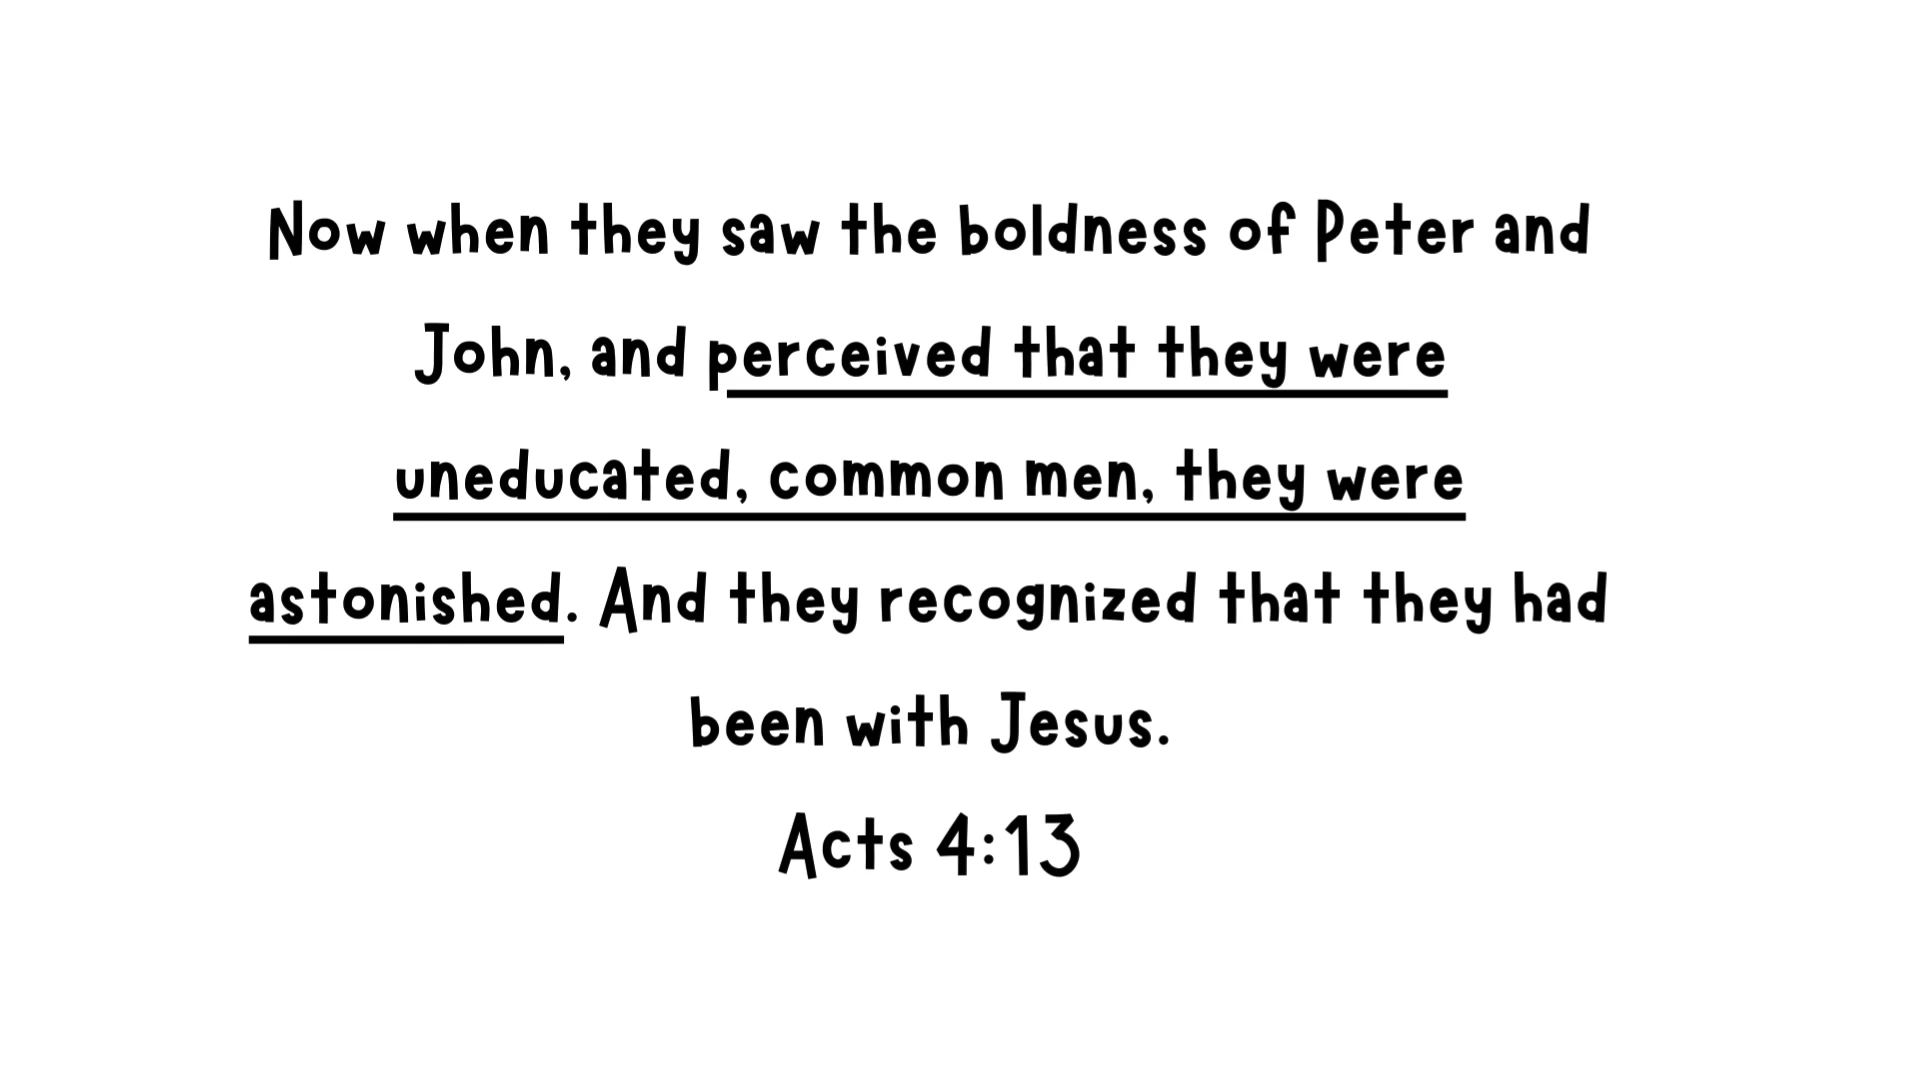 Now when they saw the boldness of Peter and
John, and perceived that they were
uneducated, common men, they were
astonished. And they recognized that they had
been with Jesus.
Acts 4:13